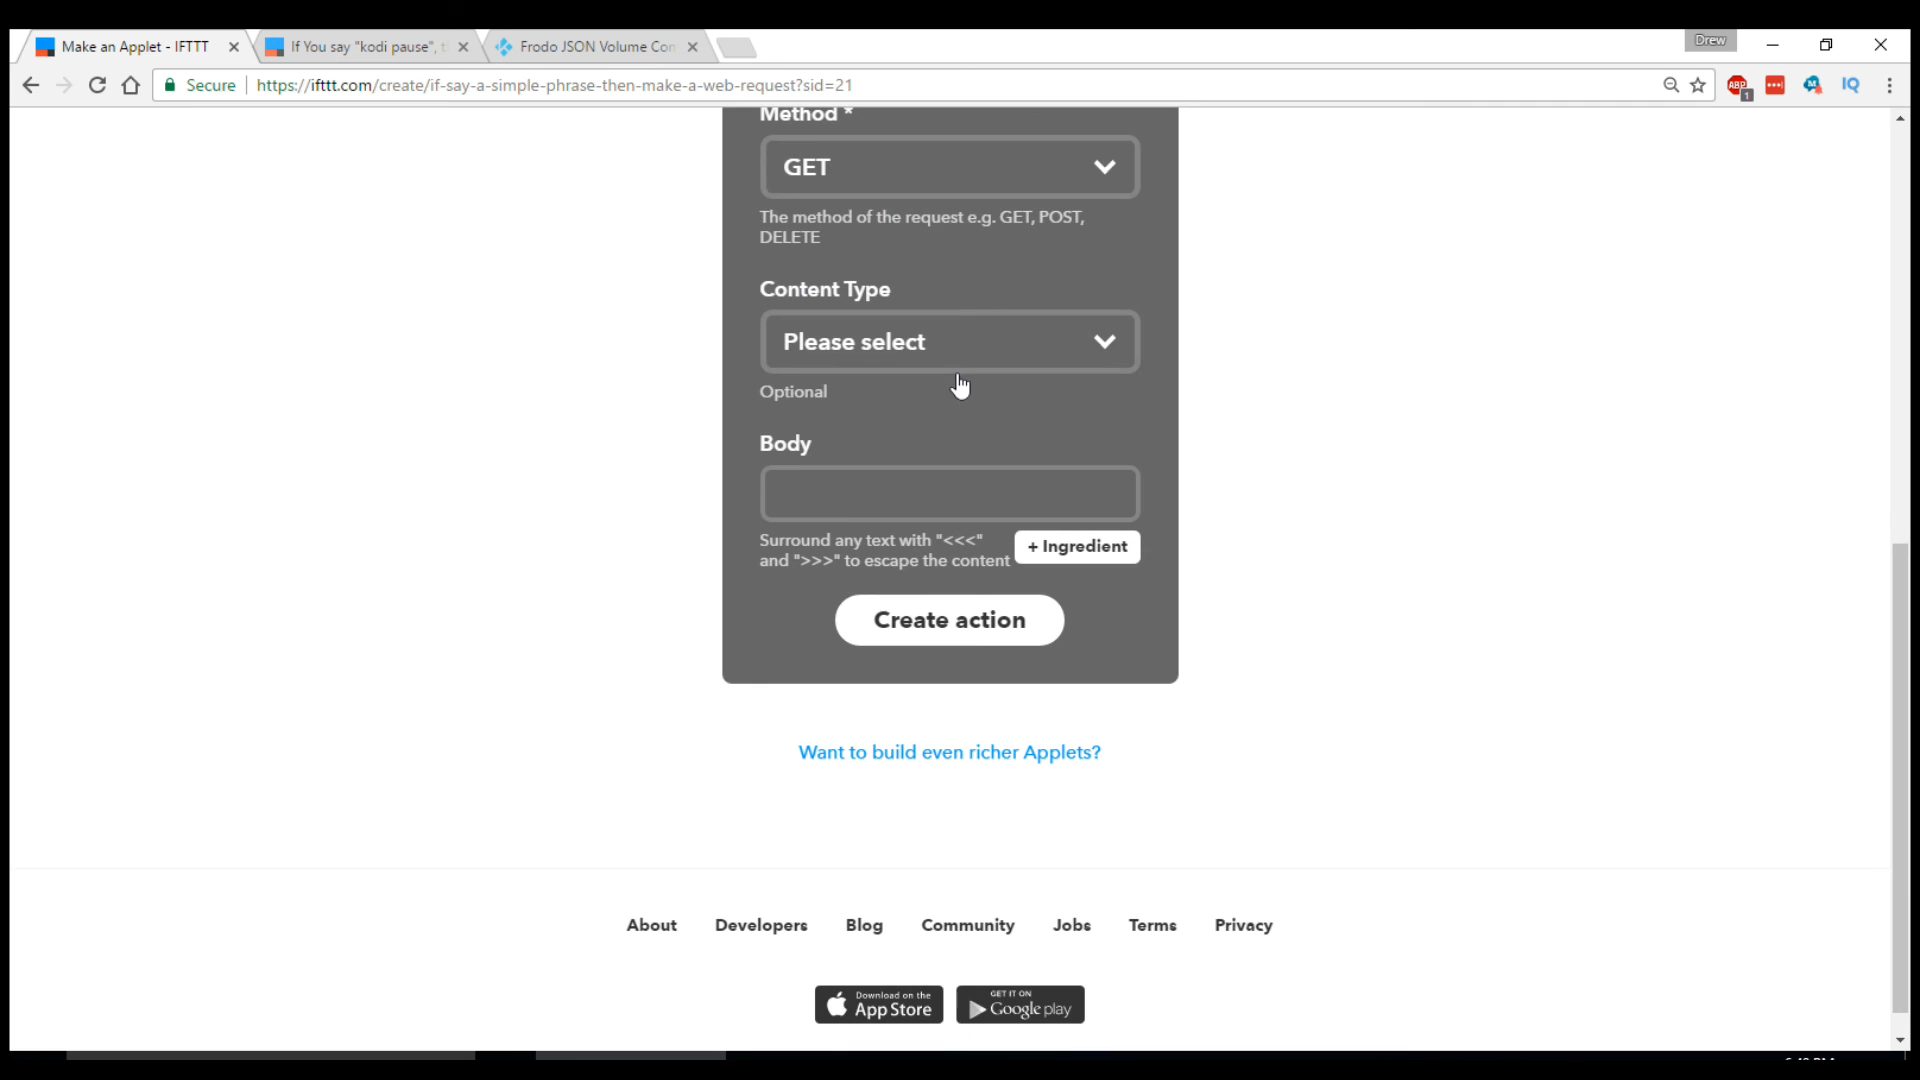 Make an Applet - IFTTT
If You say "kodi pause", t
Frodo JSON Volume Con
Drew
Secure
https://ifttt.com/create/if-say-a-simple-phrase-then-make-a-web-request?sid=21
ABP
1
IQ
Method *
GET
The method of the request e.g. GET, POST,
DELETE
Content Type
Please select
Optional
Body
Surround any text with "<<<"
and ">>>" to escape the content
+ Ingredient
Create action
Want to build even richer Applets?
About
Developers
Blog
Community
Jobs
Terms
Privacy
Download on the
App Store
GET IT ON
Google play